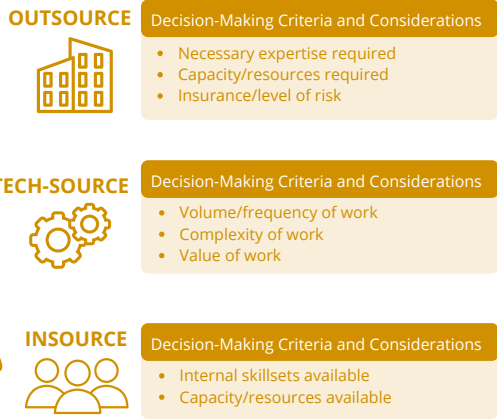 OUTSOURCE
Decision-Making Criteria and Considerations
• Necessary expertise required
• Capacity/resources required
• Insurance/level of risk
TECH-SOURCE
Decision-Making Criteria and Considerations
• Volume/frequency of work
• Complexity of work
• Value of work
INSOURCE
Decision-Making Criteria and Considerations
• Internal skillsets available
• Capacity/resources available